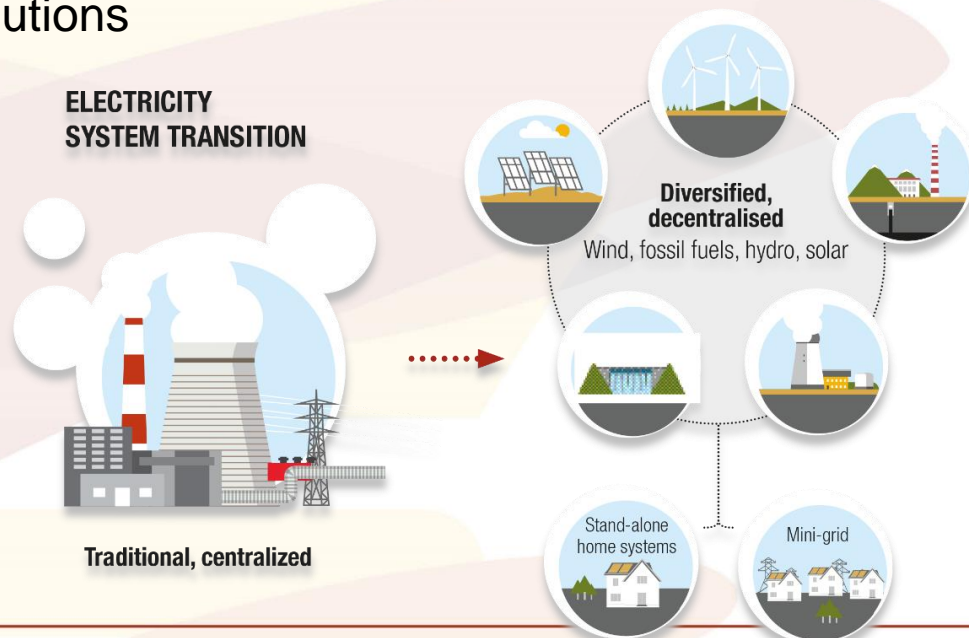 utions
ELECTRICITY
SYSTEM TRANSITION
Diversified,
decentralised
Wind, fossil fuels, hydro, solar
Traditional, centralized
Stand-alone
home systems
Mini-grid